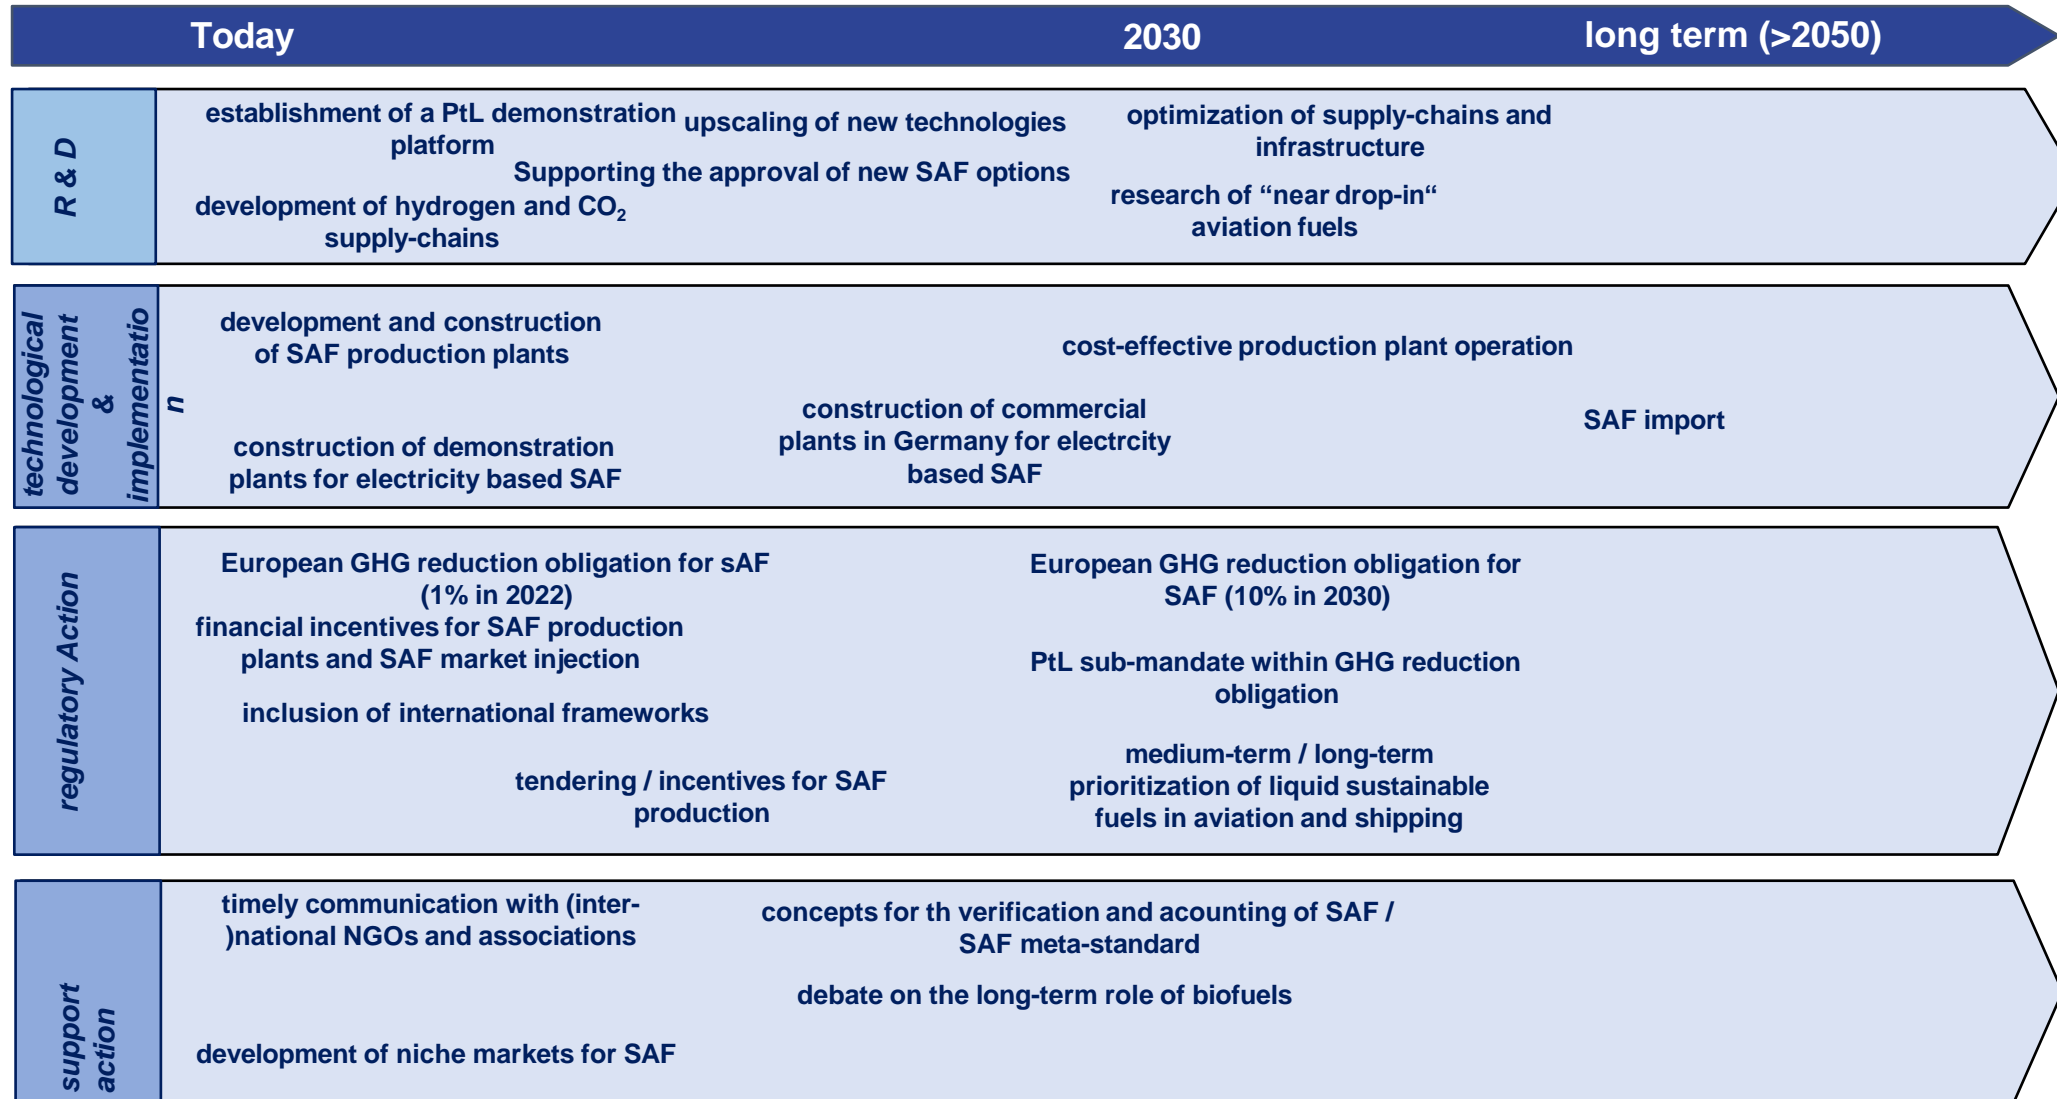 Today
2030
long term (>2050)
R & D
establishment of a PtL demonstration
platform
upscaling of new technologies
Supporting the approval of new SAF options
development of hydrogen and CO₂
supply-chains
optimization of supply-chains and
infrastructure
research of “near drop-in“
aviation fuels
technological
development
&
implementatio
n
development and construction
of SAF production plants
construction of demonstration
plants for electricity based SAF
construction of commercial
plants in Germany for electrcity
based SAF
cost-effective production plant operation
SAF import
regulatory Action
European GHG reduction obligation for sAF
(1% in 2022)
financial incentives for SAF production
plants and SAF market injection
inclusion of international frameworks
tendering / incentives for SAF
production
European GHG reduction obligation for
SAF (10% in 2030)
PtL sub-mandate within GHG reduction
obligation
medium-term / long-term
prioritization of liquid sustainable
fuels in aviation and shipping
support
action
timely communication with (inter-
)national NGOs and associations
development of niche markets for SAF
concepts for th verification and acounting of SAF /
SAF meta-standard
debate on the long-term role of biofuels